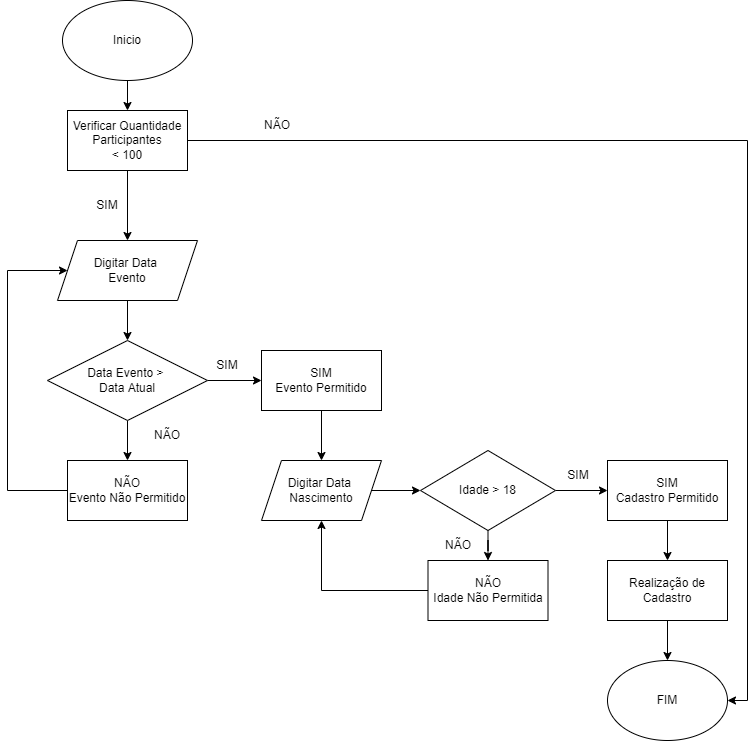 Inicio
Verificar Quantidade
Participantes
< 100
NÃO
SIM
Digitar Data
Evento
Data Evento >
Data Atual
SIM
SIM
Evento Permitido
NÃO
NÃO
Evento Não Permitido
Digitar Data
Nascimento
Idade > 18
SIM
SIM
Cadastro Permitido
NÃO
NÃO
Idade Não Permitida
Realização de
Cadastro
FIM